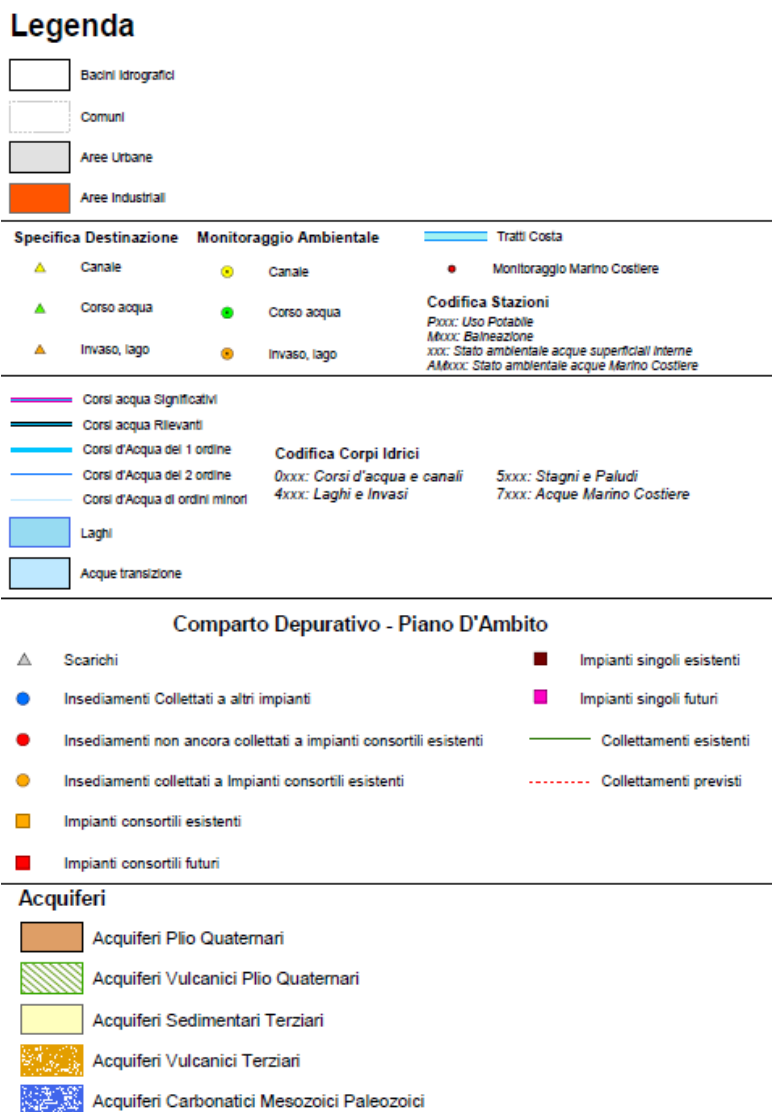 Legenda
Bacini Idrografici
Comuni
Aree Urbane
Aree Industriali
Specifica Destinazione
Canale
Corso acqua
Invaso, lago
Monitoraggio Ambientale
Canale
Corso acqua
Invaso, lago
Tratti Costa
Monitoraggio Marino Costiere
Codifica Stazioni
Pxxx: Uso Potabile
Mxxx: Balneazione
xxx: Stato ambientale acque superficiali interne
AMxxx: Stato ambientale acque Marino Costiere
Corsi acqua Significativi
Corsi acqua Rilevanti
Corsi d'Acqua del 1 ordine
Corsi d'Acqua del 2 ordine
Corsi d'Acqua di ordini minori
Laghi
Acque transizione
Codifica Corpi Idrici
0xxx: Corsi d'acqua e canali
4xxx: Laghi e Invasi
5xxx: Stagni e Paludi
7xxx: Acque Marino Costiere
Comparto Depurativo - Piano D'Ambito
Scarichi
Insediamenti Collettati a altri impianti
Insediamenti non ancora collettati a impianti consortili esistenti
Insediamenti collettati a Impianti consortili esistenti
Impianti consortili esistenti
Impianti consortili futuri
Impianti singoli esistenti
Impianti singoli futuri
Collettamenti esistenti
Collettamenti previsti
Acquiferi
Acquiferi Plio Quaternari
Acquiferi Vulcanici Plio Quaternari
Acquiferi Sedimentari Terziari
Acquiferi Vulcanici Terziari
Acquiferi Carbonatici Mesozoici Paleozoici